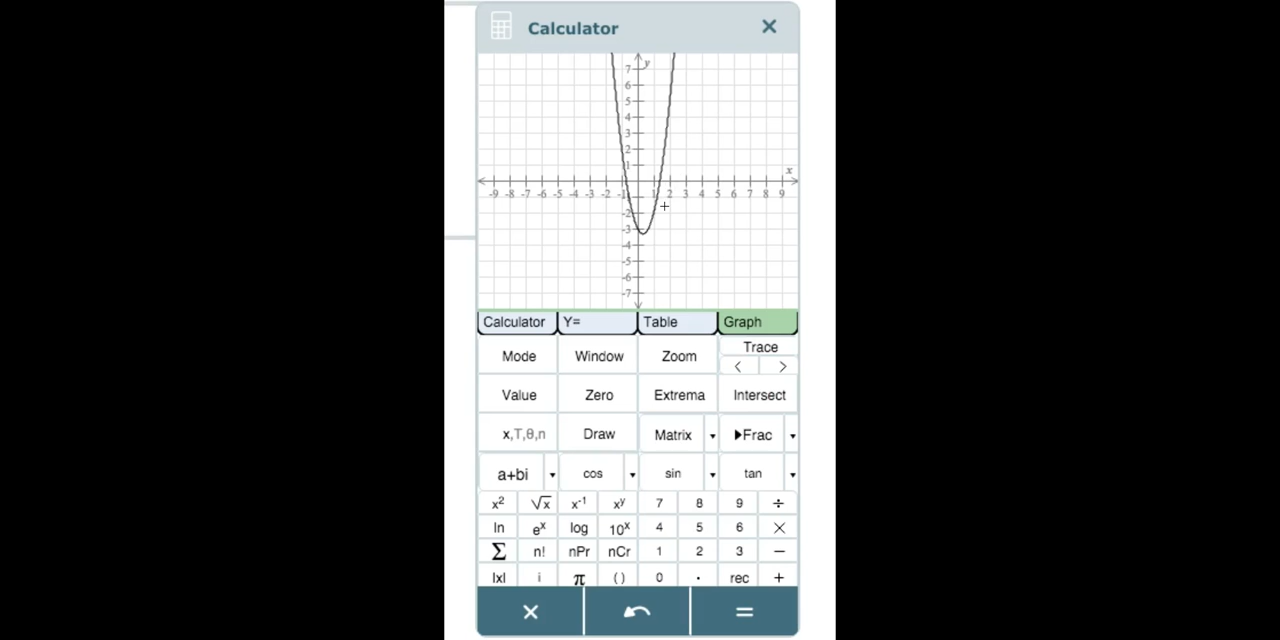 Calculator
y
7
6
5
4
3
2
1
x
-9 -8 -7 -6 -5 -4 -3 -2 -1 1 2 3 4 5 6 7 8 9
-2
-3
-4
-5
-6
-7
Calculator Y= Table Graph
Mode Window Zoom Trace
< >
Value Zero Extrema Intersect
x,T,θ,n Draw Matrix ▾ ▶Frac ▾
a+bi ▾ cos ▾ sin ▾ tan ▾
x² √x x⁻¹ xʸ 7 8 9 ÷
ln eˣ log 10ˣ 4 5 6 ×
Σ n! nPr nCr 1 2 3 −
|x| i π ( ) 0 . rec +
× =